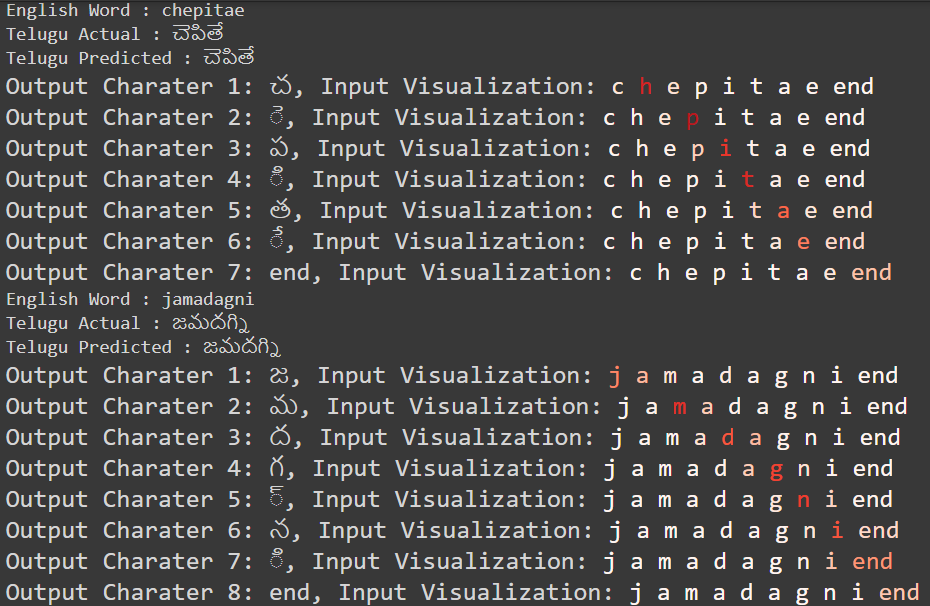 English Word : chepitae
Telugu Actual : చెపితే
Telugu Predicted : చెపితే
Output Charater 1: చ, Input Visualization: c h e p i t a e end
Output Charater 2: ె, Input Visualization: c h e p i t a e end
Output Charater 3: ప, Input Visualization: c h e p i t a e end
Output Charater 4: ి, Input Visualization: c h e p i t a e end
Output Charater 5: త, Input Visualization: c h e p i t a e end
Output Charater 6: ే, Input Visualization: c h e p i t a e end
Output Charater 7: end, Input Visualization: c h e p i t a e end
English Word : jamadagni
Telugu Actual : జమదగ్ని
Telugu Predicted : జమదగ్ని
Output Charater 1: జ, Input Visualization: j a m a d a g n i end
Output Charater 2: మ, Input Visualization: j a m a d a g n i end
Output Charater 3: ద, Input Visualization: j a m a d a g n i end
Output Charater 4: గ, Input Visualization: j a m a d a g n i end
Output Charater 5: ్, Input Visualization: j a m a d a g n i end
Output Charater 6: న, Input Visualization: j a m a d a g n i end
Output Charater 7: ి, Input Visualization: j a m a d a g n i end
Output Charater 8: end, Input Visualization: j a m a d a g n i end